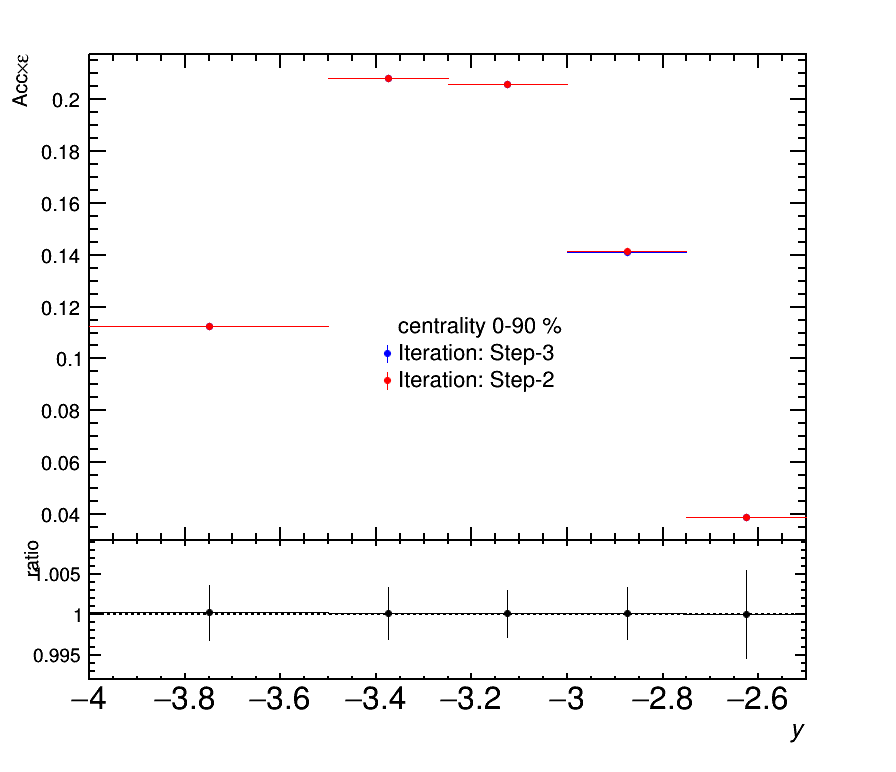 Acc×ε
0.2
0.18
0.16
0.14
0.12
0.1
0.08
0.06
0.04
centrality 0-90 %
Iteration: Step-3
Iteration: Step-2
ratio
1.005
1
0.995
−4 −3.8 −3.6 −3.4 −3.2 −3 −2.8 −2.6
y